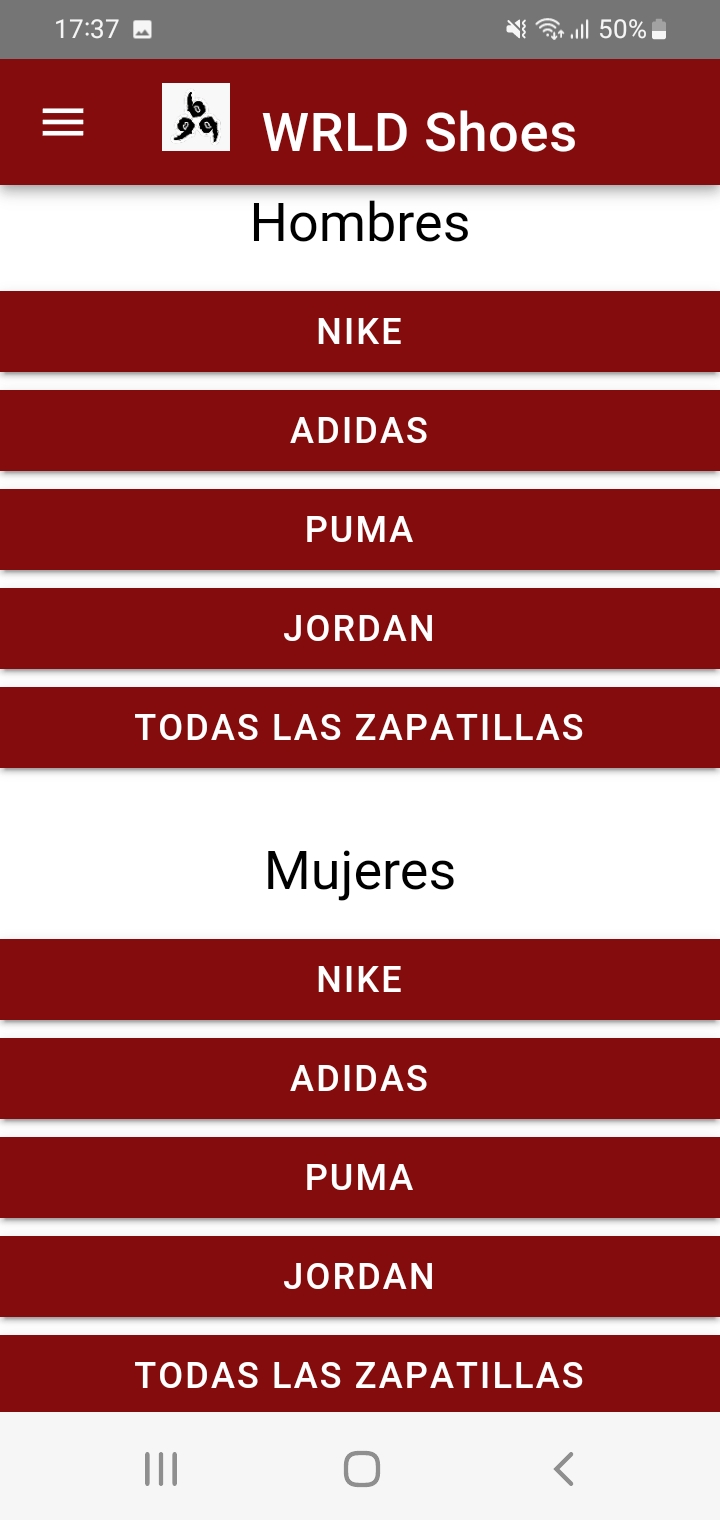 17:37
50%
WRLD Shoes
Hombres
NIKE
ADIDAS
PUMA
JORDAN
TODAS LAS ZAPATILLAS
Mujeres
NIKE
ADIDAS
PUMA
JORDAN
TODAS LAS ZAPATILLAS